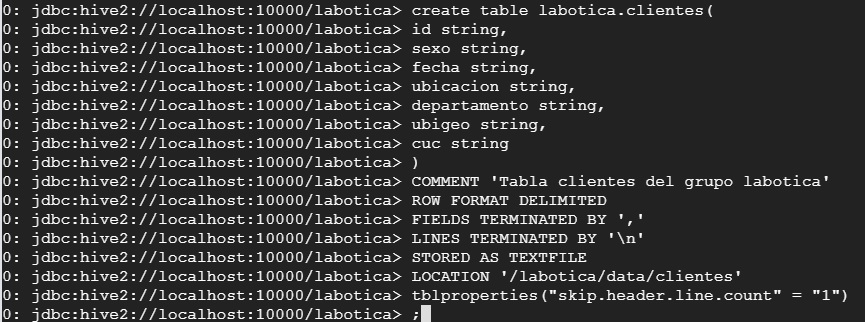 0: jdbc:hive2://localhost:10000/labotica> create table labotica.clientes(
0: jdbc:hive2://localhost:10000/labotica> id string,
0: jdbc:hive2://localhost:10000/labotica> sexo string,
0: jdbc:hive2://localhost:10000/labotica> fecha string,
0: jdbc:hive2://localhost:10000/labotica> ubicacion string,
0: jdbc:hive2://localhost:10000/labotica> departamento string,
0: jdbc:hive2://localhost:10000/labotica> ubigeo string,
0: jdbc:hive2://localhost:10000/labotica> cuc string
0: jdbc:hive2://localhost:10000/labotica> )
0: jdbc:hive2://localhost:10000/labotica> COMMENT 'Tabla clientes del grupo labotica'
0: jdbc:hive2://localhost:10000/labotica> ROW FORMAT DELIMITED
0: jdbc:hive2://localhost:10000/labotica> FIELDS TERMINATED BY ','
0: jdbc:hive2://localhost:10000/labotica> LINES TERMINATED BY '\n'
0: jdbc:hive2://localhost:10000/labotica> STORED AS TEXTFILE
0: jdbc:hive2://localhost:10000/labotica> LOCATION '/labotica/data/clientes'
0: jdbc:hive2://localhost:10000/labotica> tblproperties("skip.header.line.count" = "1")
0: jdbc:hive2://localhost:10000/labotica> ;